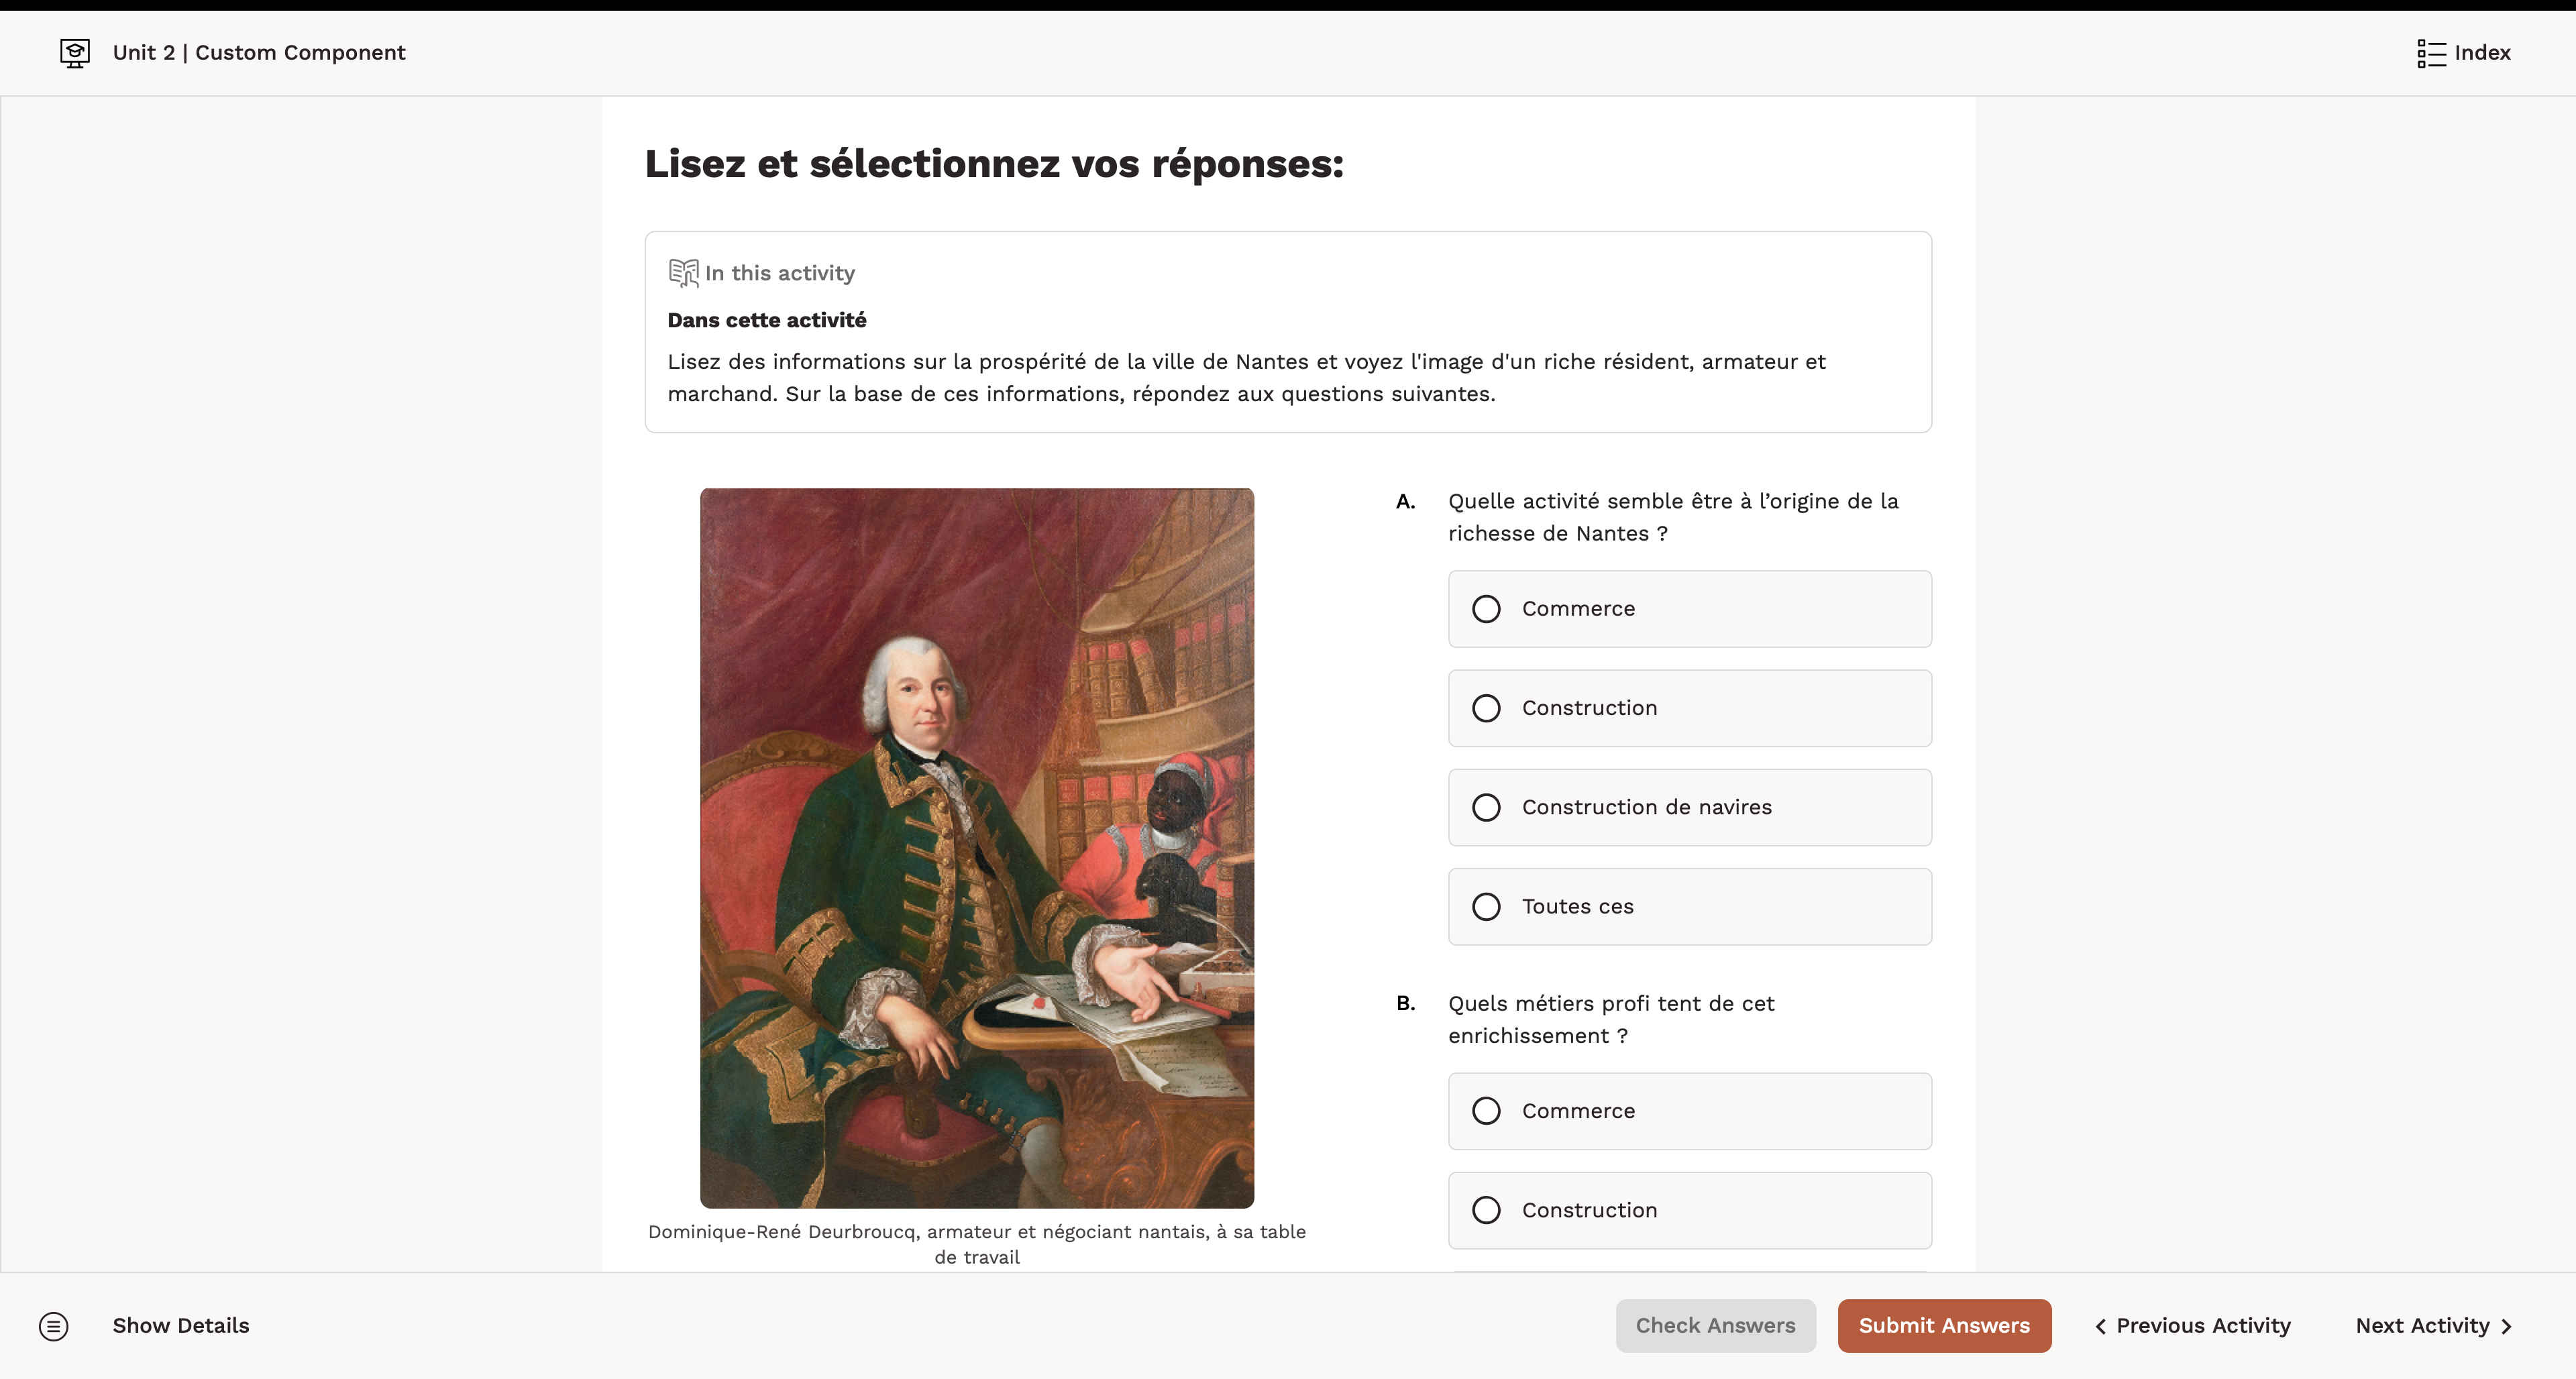 Unit 2 | Custom Component
Index
Lisez et sélectionnez vos réponses:
In this activity
Dans cette activité
Lisez des informations sur la prospérité de la ville de Nantes et voyez l'image d'un riche résident, armateur et
marchand. Sur la base de ces informations, répondez aux questions suivantes.
Dominique-René Deurbroucq, armateur et négociant nantais, à sa table
de travail
A. Quelle activité semble être à l’origine de la
richesse de Nantes ?
Commerce
Construction
Construction de navires
Toutes ces
B. Quels métiers profi tent de cet
enrichissement ?
Commerce
Construction
Show Details
Check Answers
Submit Answers
Previous Activity
Next Activity